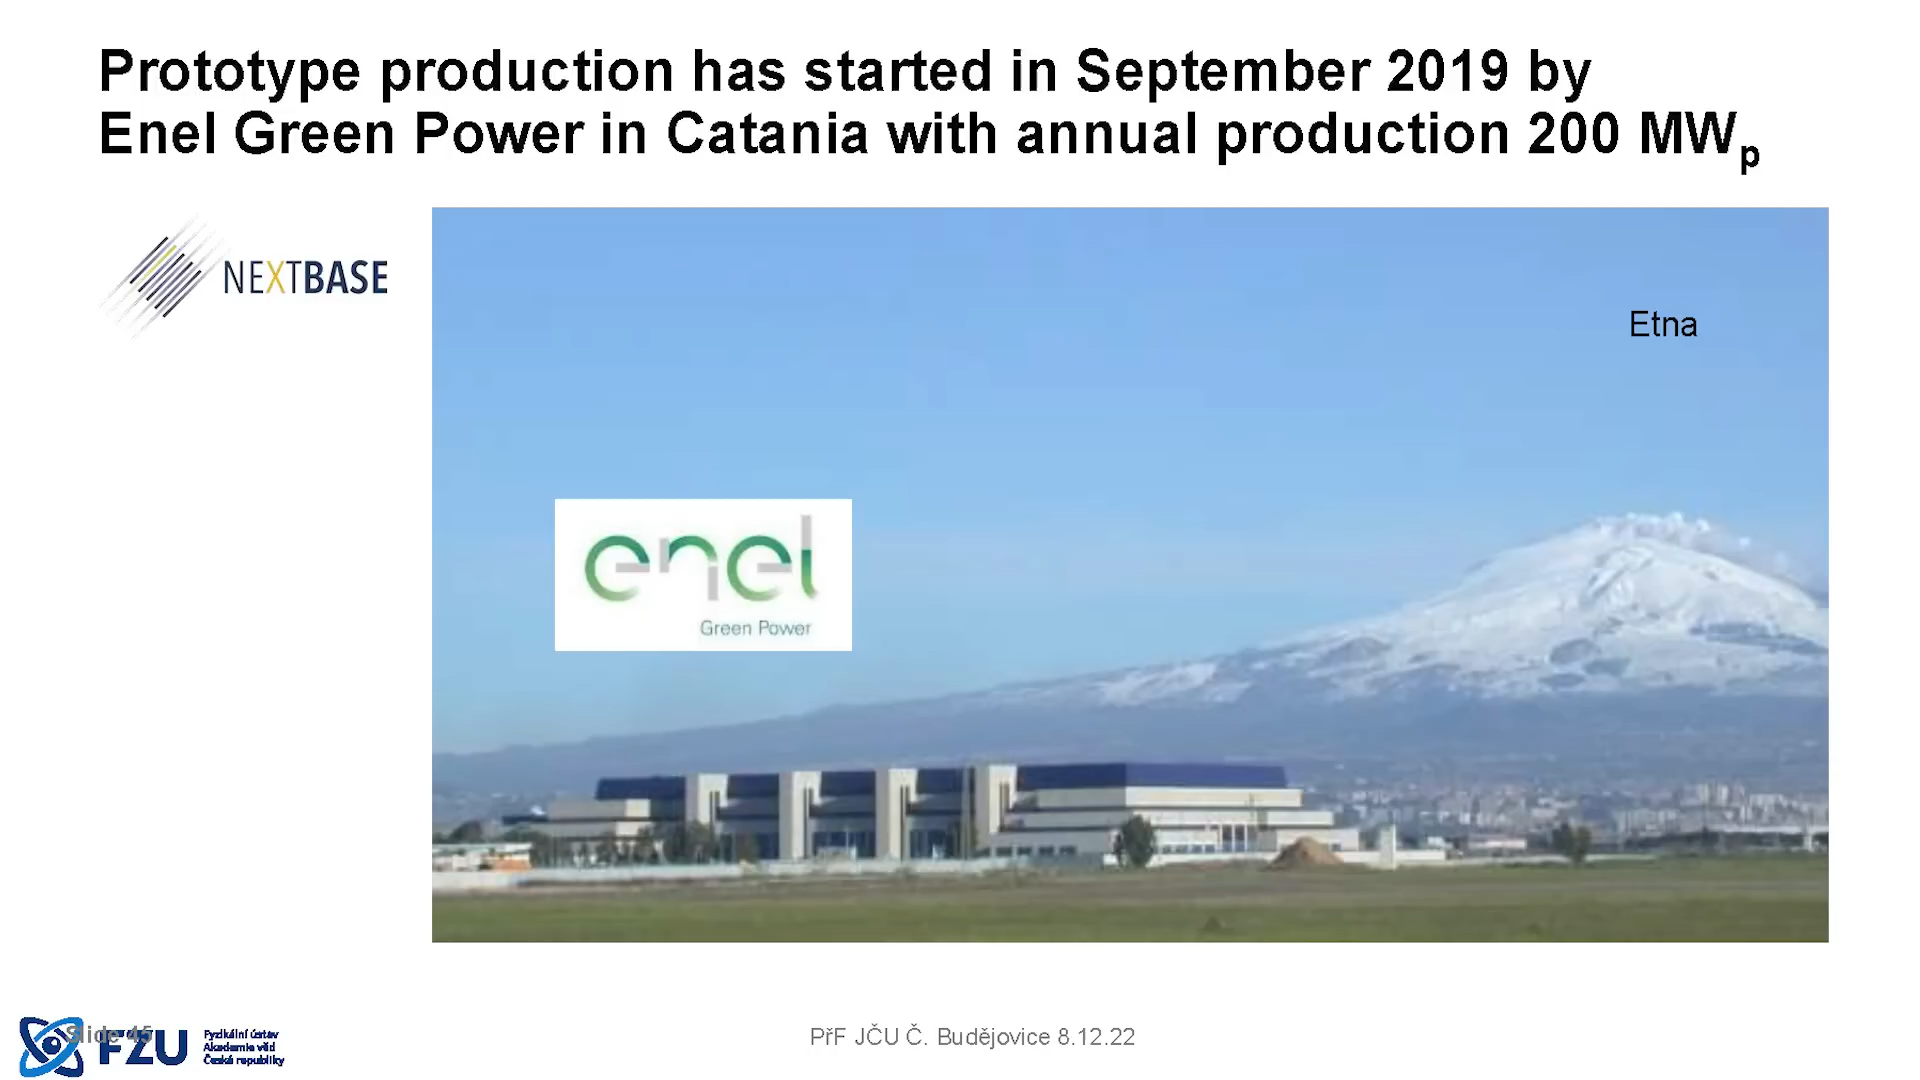 Prototype production has started in September 2019 by
Enel Green Power in Catania with annual production 200 MWp
NEXTBASE
Etna
enel
Green Power
Slide 45
FZU
Fyzikální ústav
Akademie věd
České republiky
PřF JČU Č. Budějovice 8.12.22